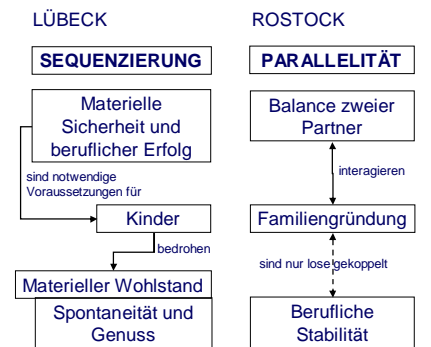 LÜBECK
SEQUENZIERUNG
Materielle
Sicherheit und
beruflicher Erfolg
sind notwendige
Voraussetzungen für
Kinder
bedrohen
Materieller Wohlstand
Spontaneität und
Genuss
ROSTOCK
PARALLELITÄT
Balance zweier
Partner
interagieren
Familiengründung
sind nur lose gekoppelt
Berufliche
Stabilität